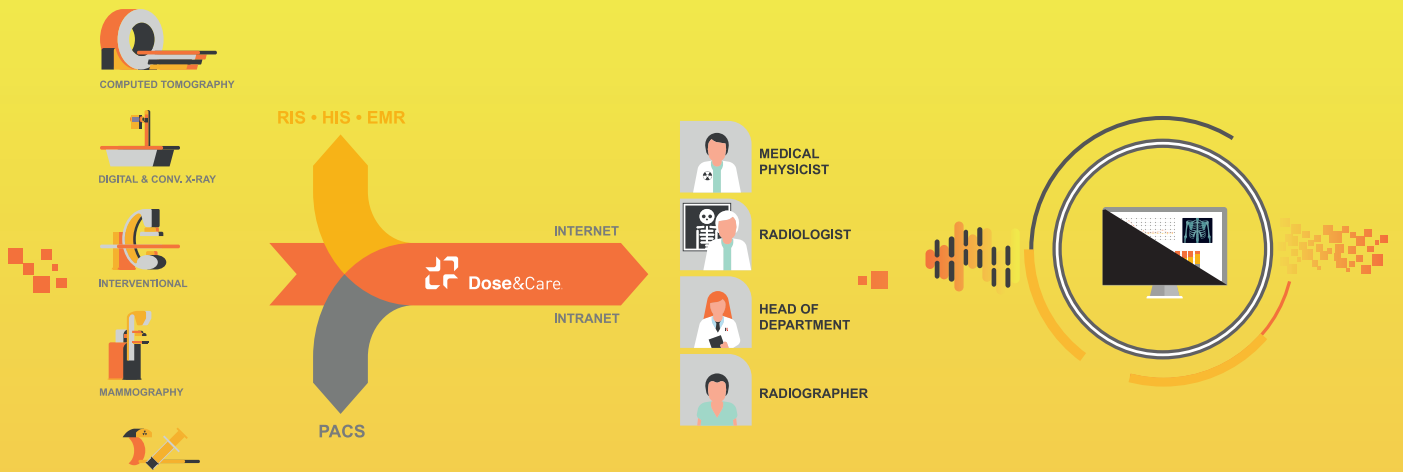 COMPUTED TOMOGRAPHY
DIGITAL & CONV. X-RAY
INTERVENTIONAL
MAMMOGRAPHY
RIS • HIS • EMR
INTERNET
Dose&Care
INTRANET
PACS
MEDICAL
PHYSICIST
RADIOLOGIST
HEAD OF
DEPARTMENT
RADIOGRAPHER